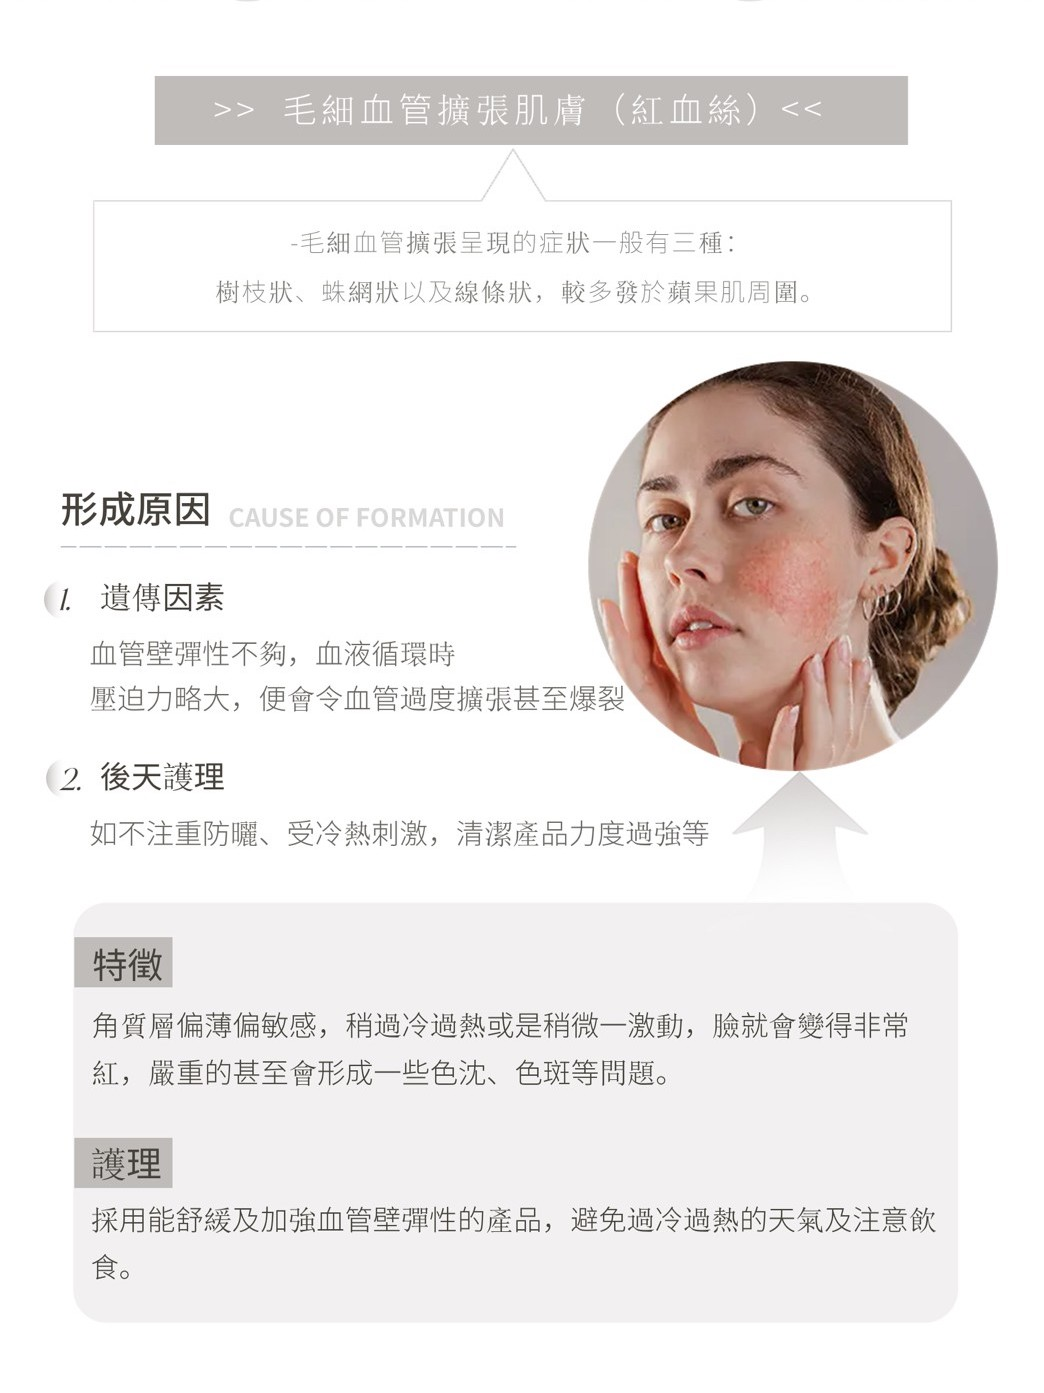 >> 毛細血管擴張肌膚（紅血絲）<<
-毛細血管擴張呈現的症狀一般有三種：
樹枝狀、蛛網狀以及線條狀，較多發於蘋果肌周圍。
形成原因 CAUSE OF FORMATION
1. 遺傳因素
血管壁彈性不夠，血液循環時
壓迫力略大，便會令血管過度擴張甚至爆裂
2. 後天護理
如不注重防曬、受冷熱刺激，清潔產品力度過強等
特徵
角質層偏薄偏敏感，稍過冷過熱或是稍微一激動，臉就會變得非常
紅，嚴重的甚至會形成一些色沈、色斑等問題。
護理
採用能舒緩及加強血管壁彈性的產品，避免過冷過熱的天氣及注意飲
食。